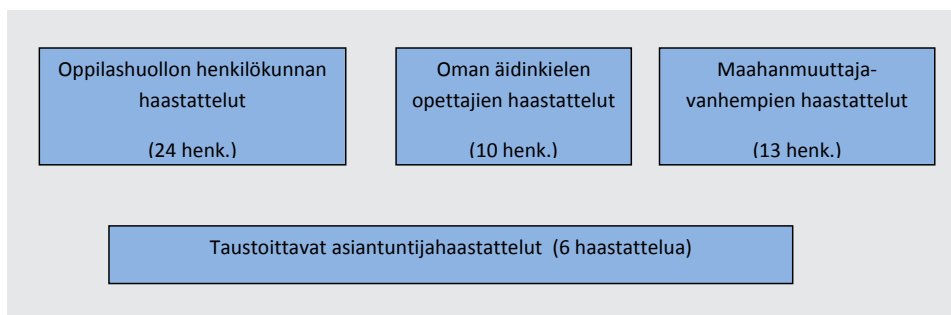 Oppilashuollon henkilökunnan
haastattelut
(24 henk.)
Oman äidinkielen
opettajien haastattelut
(10 henk.)
Maahanmuuttaja-
vanhempien haastattelut
(13 henk.)
Taustoittavat asiantuntijahaastattelut (6 haastattelua)